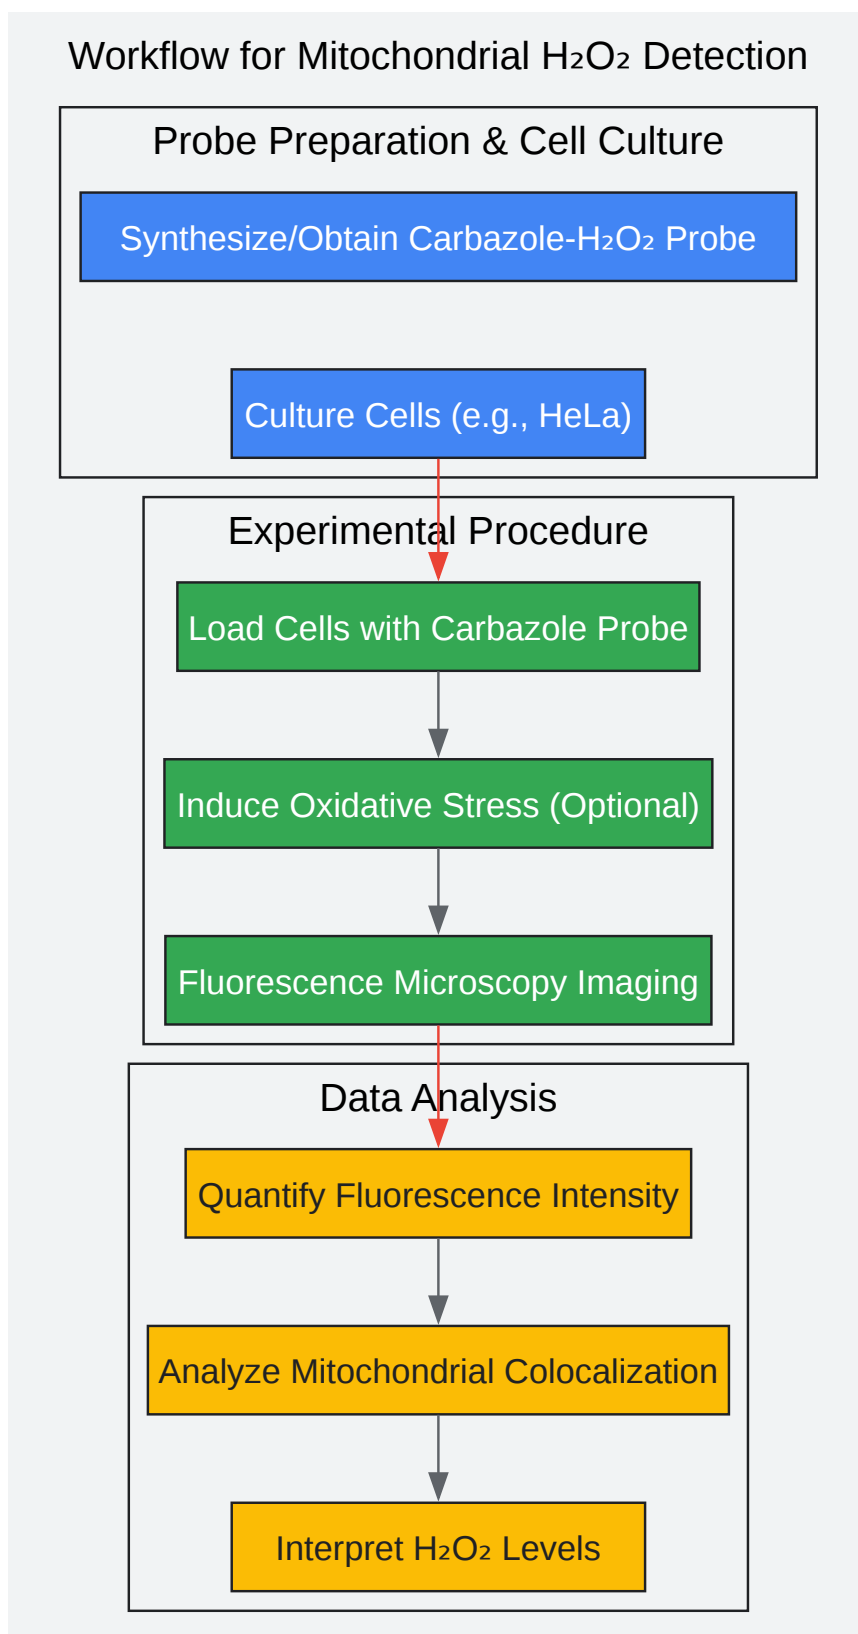 Workflow for Mitochondrial H₂O₂ Detection
Probe Preparation & Cell Culture
Synthesize/Obtain Carbazole-H₂O₂ Probe
Culture Cells (e.g., HeLa)
Experimental Procedure
Load Cells with Carbazole Probe
Induce Oxidative Stress (Optional)
Fluorescence Microscopy Imaging
Data Analysis
Quantify Fluorescence Intensity
Analyze Mitochondrial Colocalization
Interpret H₂O₂ Levels